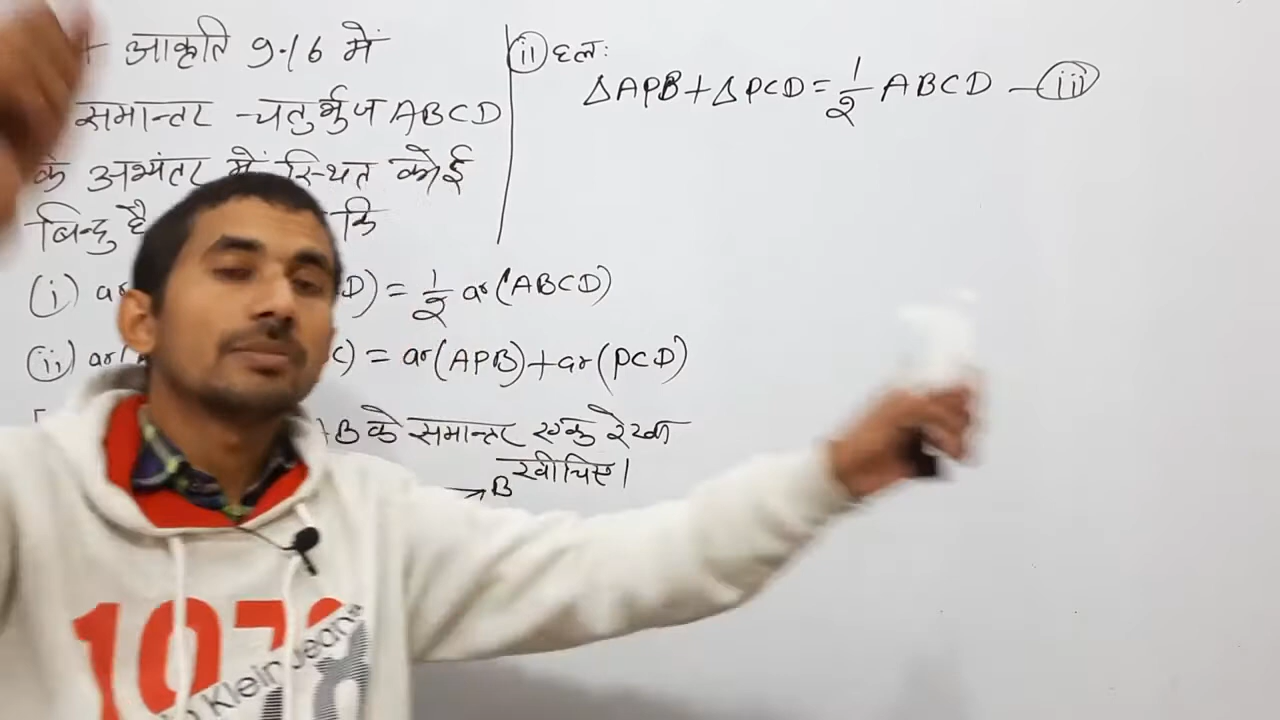 आकृति 9.16 में
समान्तर -चतुर्भुज ABCD
के अभ्यंतर में स्थित कोई
बिन्दु है कि
(i) ar D) = 1/2 ar(ABCD)
(ii) ar( C) = ar(APB)+ar(PCD)
B के समान्तर एक रेखा
खीचिए।
B
(ii) हलः
ΔAPB+ΔPCD=1/2 ABCD —(iii)
197
n Klein Jeans